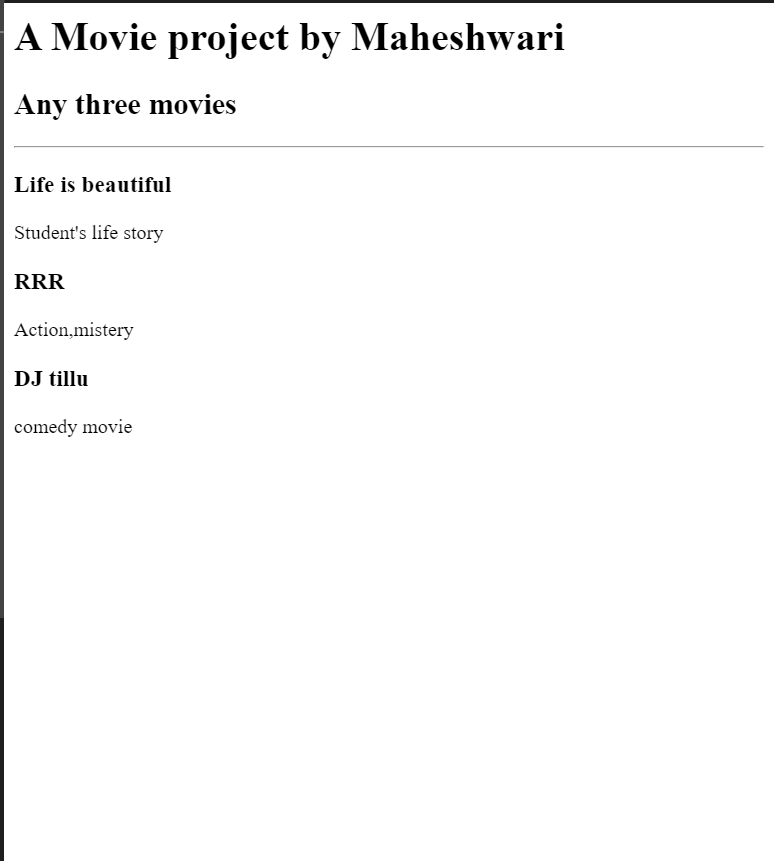 A Movie project by Maheshwari
Any three movies
Life is beautiful
Student's life story
RRR
Action,mistery
DJ tillu
comedy movie